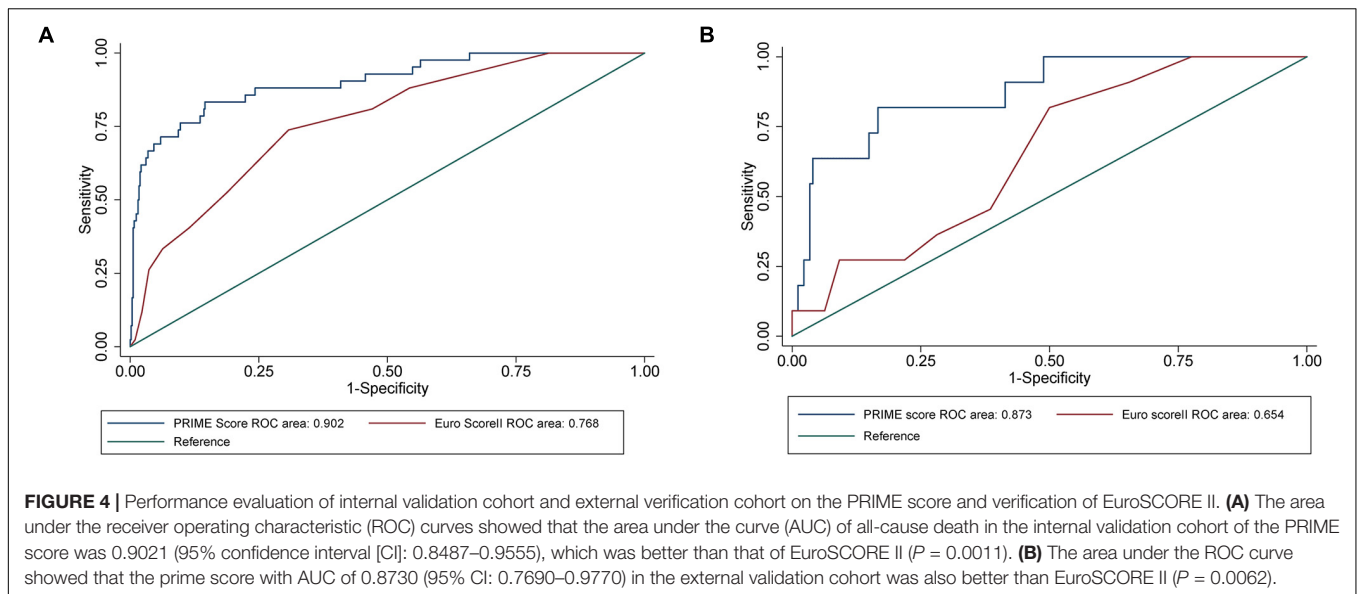 A
1.00
0.75
0.50
0.25
0.00
Sensitivity
0.00 0.25 0.50 0.75 1.00
1-Specificity
PRIME Score ROC area: 0.902 Euro ScoreII ROC area: 0.768
Reference
B
1.00
0.75
0.50
0.25
0.00
Sensitivity
0.00 0.25 0.50 0.75 1.00
1-Specificity
PRIME score ROC area: 0.873 Euro scoreII ROC area: 0.654
Reference
FIGURE 4 | Performance evaluation of internal validation cohort and external verification cohort on the PRIME score and verification of EuroSCORE II. (A) The area
under the receiver operating characteristic (ROC) curves showed that the area under the curve (AUC) of all-cause death in the internal validation cohort of the PRIME
score was 0.9021 (95% confidence interval [CI]: 0.8487–0.9555), which was better than that of EuroSCORE II (P = 0.0011). (B) The area under the ROC curve
showed that the prime score with AUC of 0.8730 (95% CI: 0.7690–0.9770) in the external validation cohort was also better than EuroSCORE II (P = 0.0062).